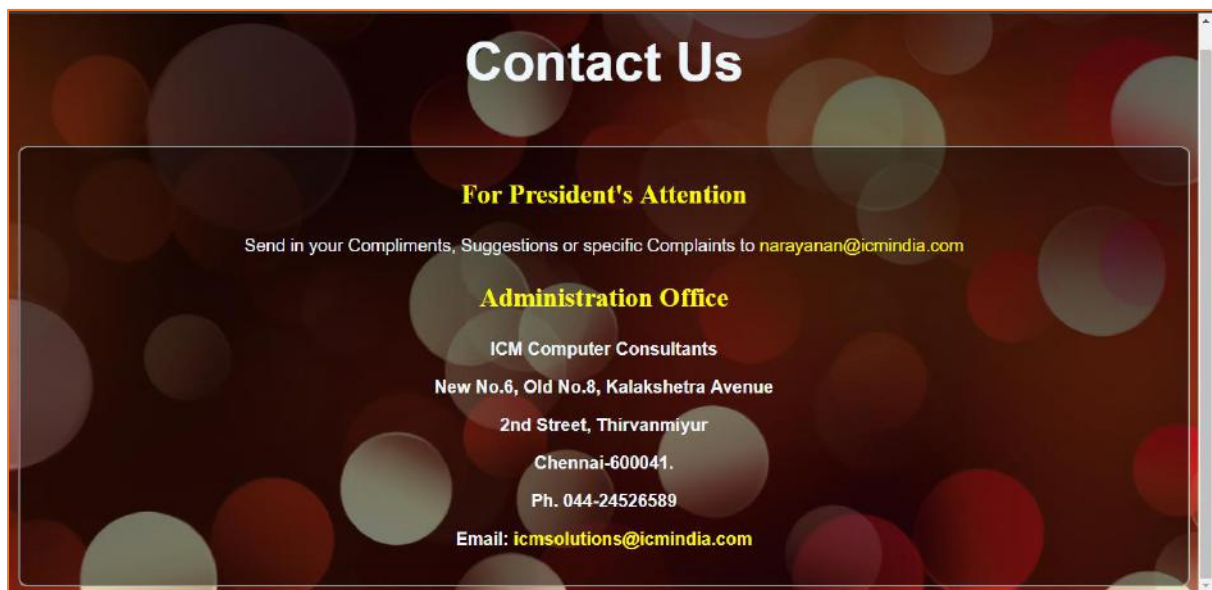 Contact Us
For President's Attention
Send in your Compliments, Suggestions or specific Complaints to narayanan@icmindia.com
Administration Office
ICM Computer Consultants
New No.6, Old No.8, Kalakshetra Avenue
2nd Street, Thirvanmiyur
Chennai-600041.
Ph. 044-24526589
Email: icmsolutions@icmindia.com